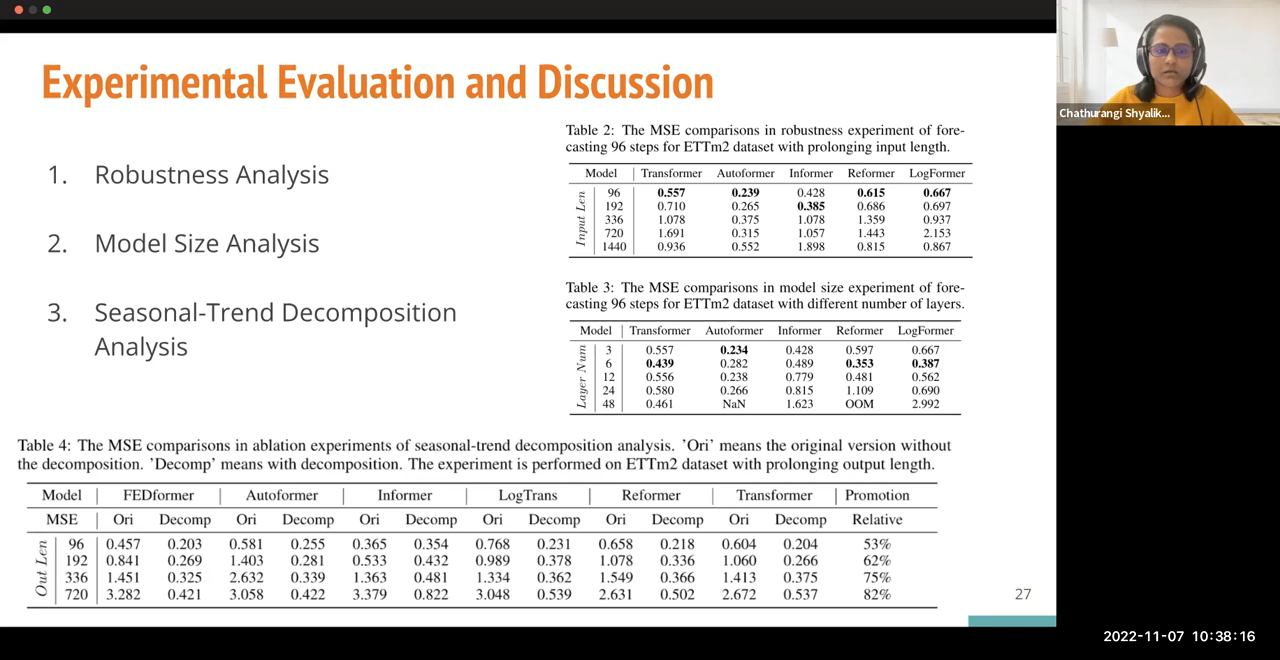 Experimental Evaluation and Discussion
1. Robustness Analysis
2. Model Size Analysis
3. Seasonal-Trend Decomposition
Analysis
Table 2: The MSE comparisons in robustness experiment of fore-
casting 96 steps for ETTm2 dataset with prolonging input length.
Model Transformer Autoformer Informer Reformer LogFormer
Input Len
96 0.557 0.239 0.428 0.615 0.667
192 0.710 0.265 0.385 0.686 0.697
336 1.078 0.375 1.078 1.359 0.937
720 1.691 0.315 1.057 1.443 2.153
1440 0.936 0.552 1.898 0.815 0.867
Table 3: The MSE comparisons in model size experiment of fore-
casting 96 steps for ETTm2 dataset with different number of layers.
Model Transformer Autoformer Informer Reformer LogFormer
Layer Num
3 0.557 0.234 0.428 0.597 0.667
6 0.439 0.282 0.489 0.353 0.387
12 0.556 0.238 0.779 0.481 0.562
24 0.580 0.266 0.815 1.109 0.690
48 0.461 NaN 1.623 OOM 2.992
Table 4: The MSE comparisons in ablation experiments of seasonal-trend decomposition analysis. 'Ori' means the original version without
the decomposition. 'Decomp' means with decomposition. The experiment is performed on ETTm2 dataset with prolonging output length.
Model FEDformer Autoformer Informer LogTrans Reformer Transformer Promotion
MSE Ori Decomp Ori Decomp Ori Decomp Ori Decomp Ori Decomp Ori Decomp Relative
Out Len
96 0.457 0.203 0.581 0.255 0.365 0.354 0.768 0.231 0.658 0.218 0.604 0.204 53%
192 0.841 0.269 1.403 0.281 0.533 0.432 0.989 0.378 1.078 0.336 1.060 0.266 62%
336 1.451 0.325 2.632 0.339 1.363 0.481 1.334 0.362 1.549 0.366 1.413 0.375 75%
720 3.282 0.421 3.058 0.422 3.379 0.822 3.048 0.539 2.631 0.502 2.672 0.537 82%
27
Chathurangi Shyalik...
2022-11-07 10:38:16